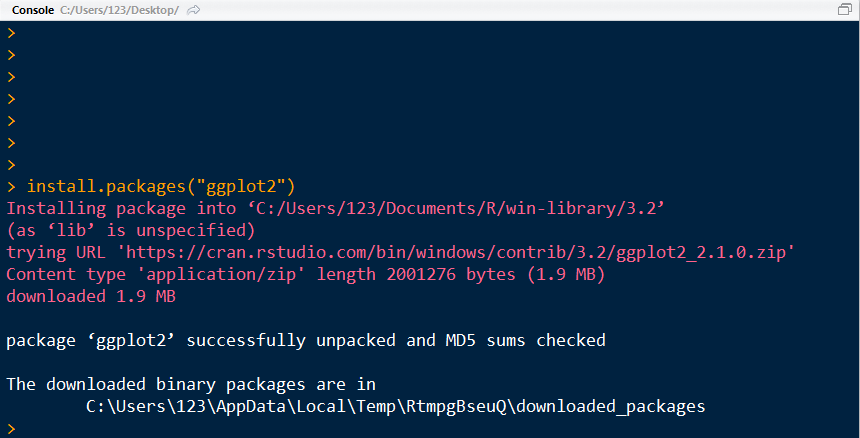 Console C:/Users/123/Desktop/
>
>
>
>
>
>
>
> install.packages("ggplot2")
Installing package into ‘C:/Users/123/Documents/R/win-library/3.2’
(as ‘lib’ is unspecified)
trying URL 'https://cran.rstudio.com/bin/windows/contrib/3.2/ggplot2_2.1.0.zip'
Content type 'application/zip' length 2001276 bytes (1.9 MB)
downloaded 1.9 MB
package ‘ggplot2’ successfully unpacked and MD5 sums checked
The downloaded binary packages are in
C:\Users\123\AppData\Local\Temp\RtmpgBseuQ\downloaded_packages
>